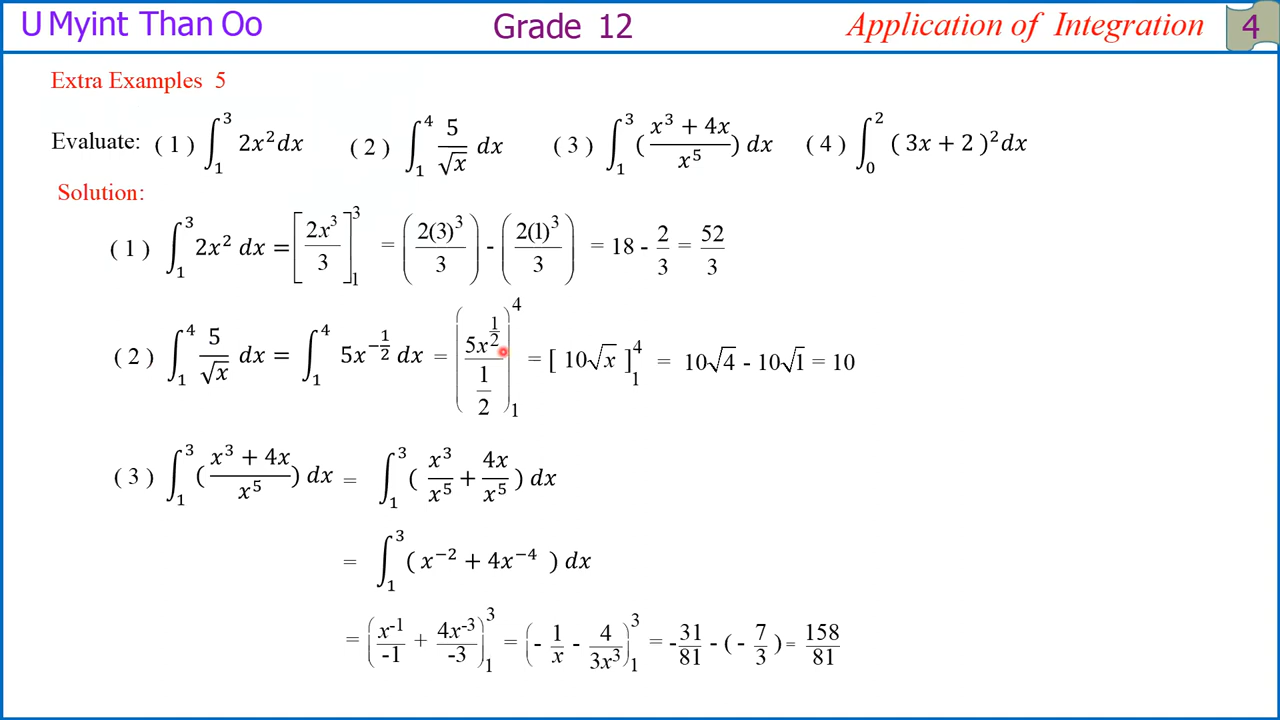 U Myint Than Oo Grade 12 Application of Integration 4
Extra Examples 5
Evaluate: ( 1 ) ∫₁³ 2x² dx ( 2 ) ∫₁⁴ 5/√x dx ( 3 ) ∫₁³ ( (x³ + 4x)/x⁵ ) dx ( 4 ) ∫₀² ( 3x + 2 )² dx
Solution:
( 1 ) ∫₁³ 2x² dx = [ 2x³/3 ]₁³ = ( 2(3)³/3 ) - ( 2(1)³/3 ) = 18 - 2/3 = 52/3
( 2 ) ∫₁⁴ 5/√x dx = ∫₁⁴ 5x^(−1/2) dx = ( 5x^(1/2) / (1/2) )₁⁴ = [ 10√x ]₁⁴ = 10√4 - 10√1 = 10
( 3 ) ∫₁³ ( (x³ + 4x)/x⁵ ) dx = ∫₁³ ( x³/x⁵ + 4x/x⁵ ) dx
= ∫₁³ ( x⁻² + 4x⁻⁴ ) dx
= ( x⁻¹/-1 + 4x⁻³/-3 )₁³ = ( - 1/x - 4/3x³ )₁³ = - 31/81 - ( - 7/3 ) = 158/81